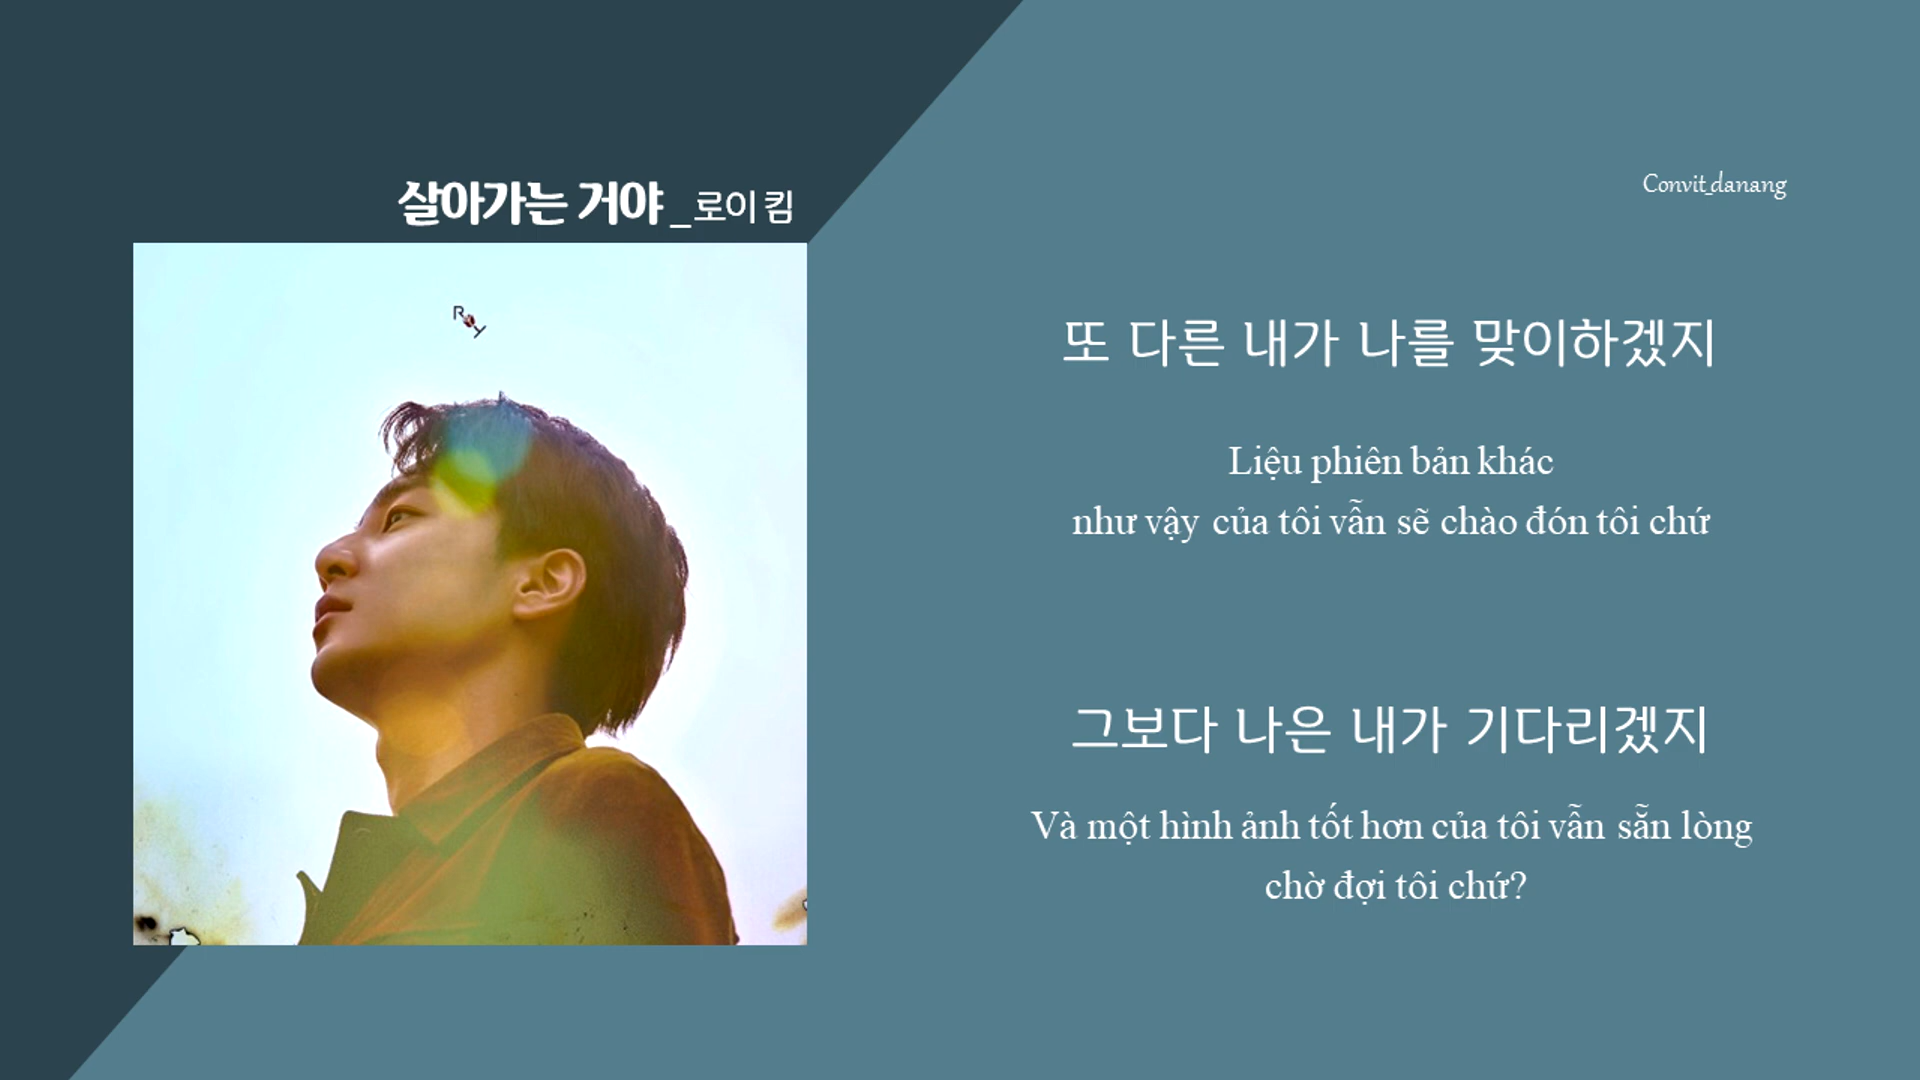 살아가는 거야 _로이 킴
Convit_danang
또 다른 내가 나를 맞이하겠지
Liệu phiên bản khác
như vậy của tôi vẫn sẽ chào đón tôi chứ
그보다 나은 내가 기다리겠지
Và một hình ảnh tốt hơn của tôi vẫn sẵn lòng
chờ đợi tôi chứ?